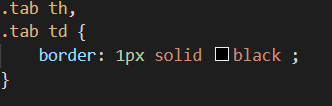 .tab th,
.tab td {
    border: 1px solid black ;
}